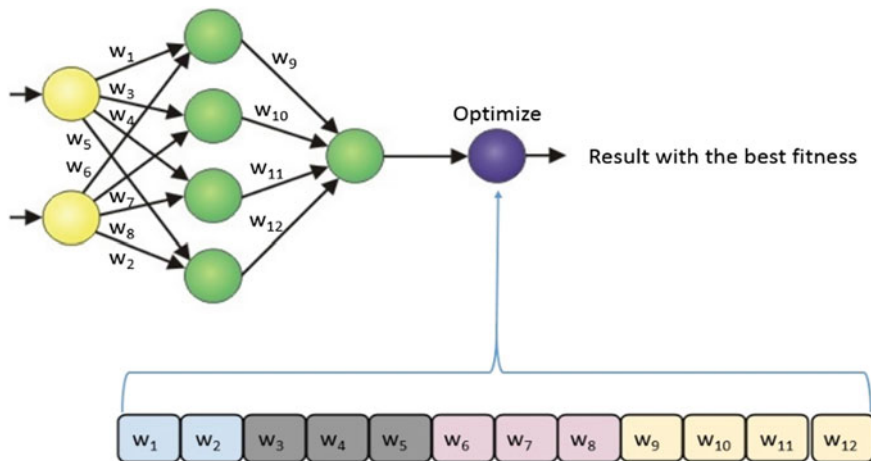 w₁
w₃
w₄
w₅
w₆
w₇
w₈
w₂
w₉
w₁₀
w₁₁
w₁₂
Optimize
Result with the best fitness
w₁ w₂ w₃ w₄ w₅ w₆ w₇ w₈ w₉ w₁₀ w₁₁ w₁₂